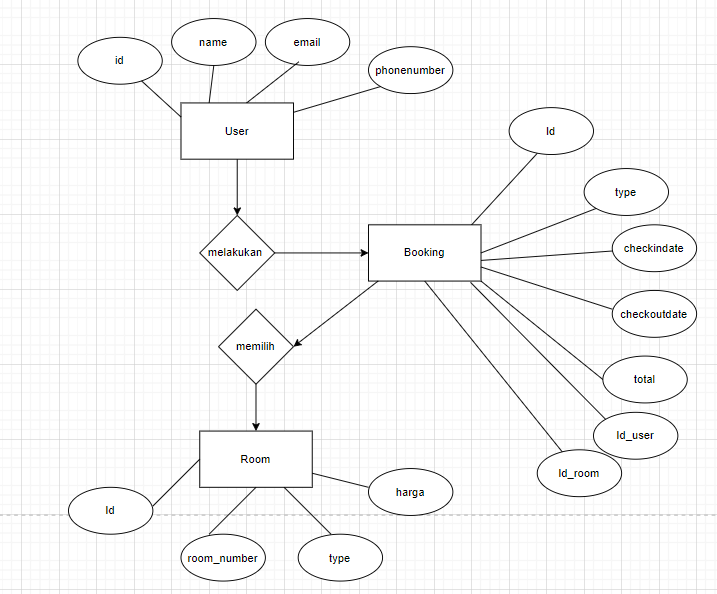 name
email
id
phonenumber
User
Id
type
checkindate
melakukan
Booking
checkoutdate
memilih
total
Id_user
Room
Id_room
harga
Id
room_number
type